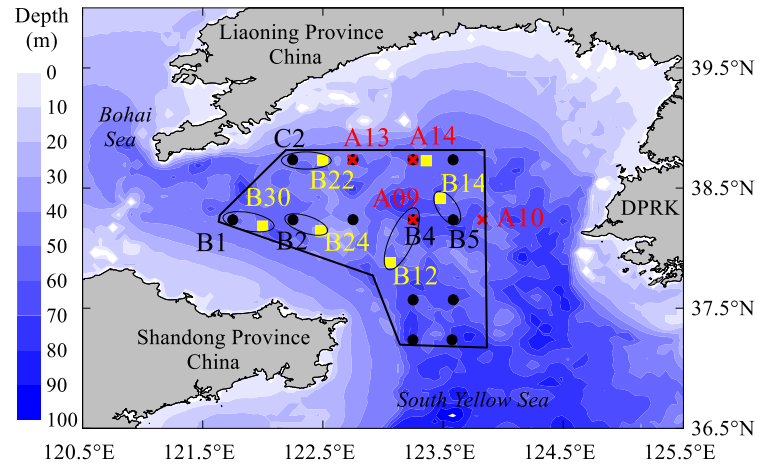 Depth
(m)
0
10
20
30
40
50
60
70
80
90
100
Liaoning Province
China
Bohai
Sea
C2
A13
A14
B22
B14
B30
A09
DPRK
A10
B1
B2
B24
B4
B5
B12
Shandong Province
China
South Yellow Sea
39.5°N
38.5°N
37.5°N
36.5°N
120.5°E
121.5°E
122.5°E
123.5°E
124.5°E
125.5°E